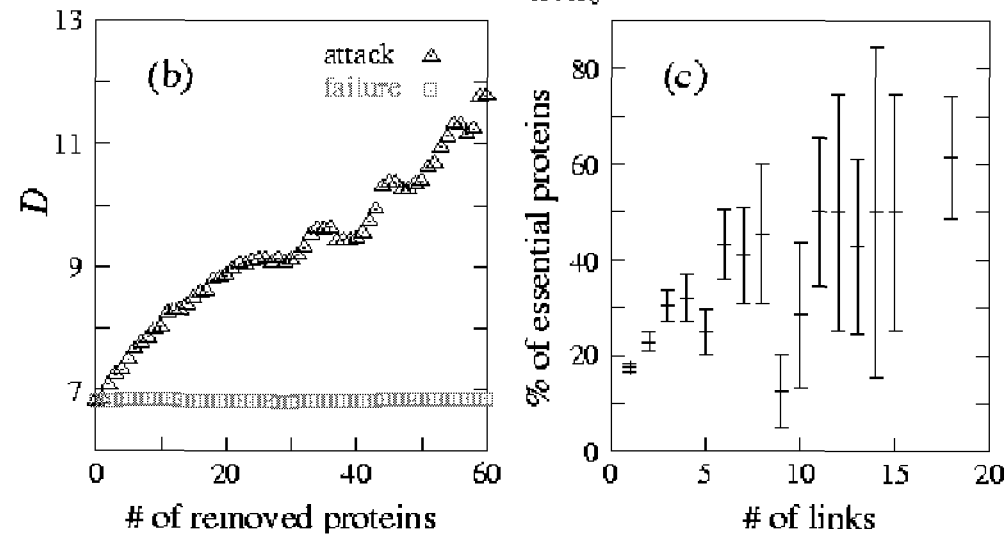 13
11
9
7
D
(b)
attack
failure
0
20
40
60
# of removed proteins
80
60
40
20
0
% of essential proteins
(c)
0
5
10
15
20
# of links